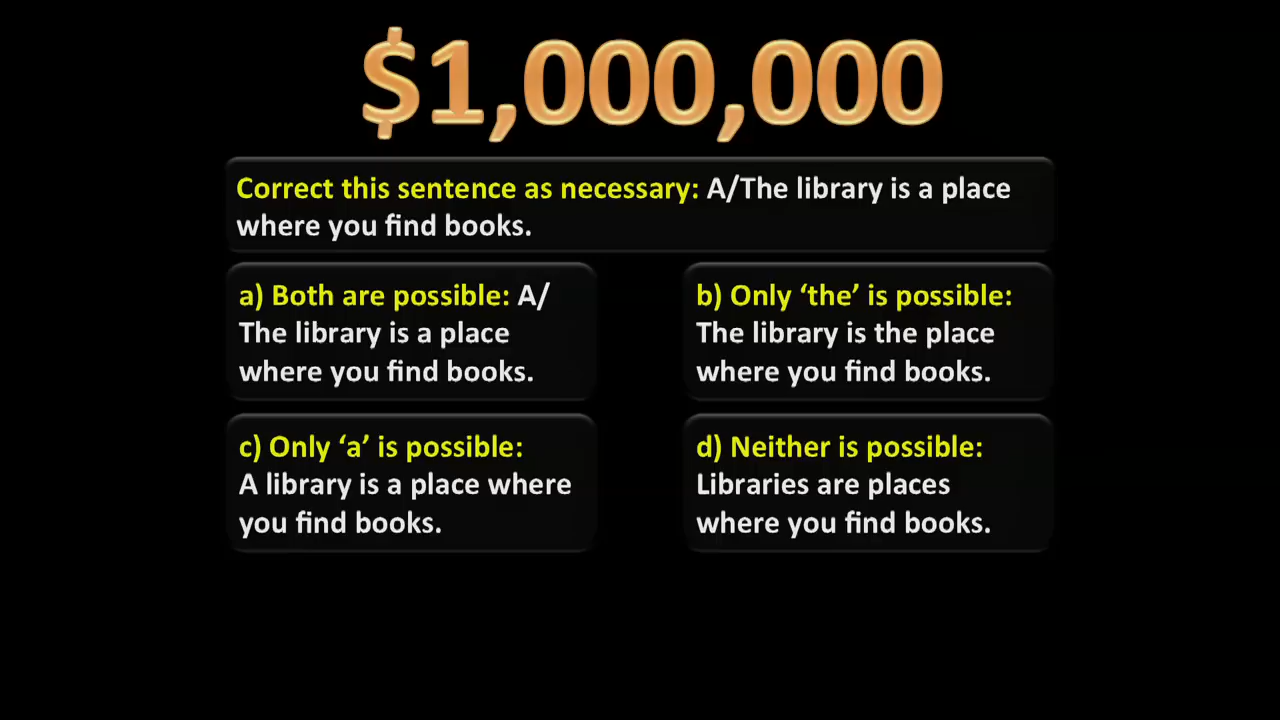 $1,000,000
Correct this sentence as necessary: A/The library is a place
where you find books.
a) Both are possible: A/
The library is a place
where you find books.
b) Only ‘the’ is possible:
The library is the place
where you find books.
c) Only ‘a’ is possible:
A library is a place where
you find books.
d) Neither is possible:
Libraries are places
where you find books.